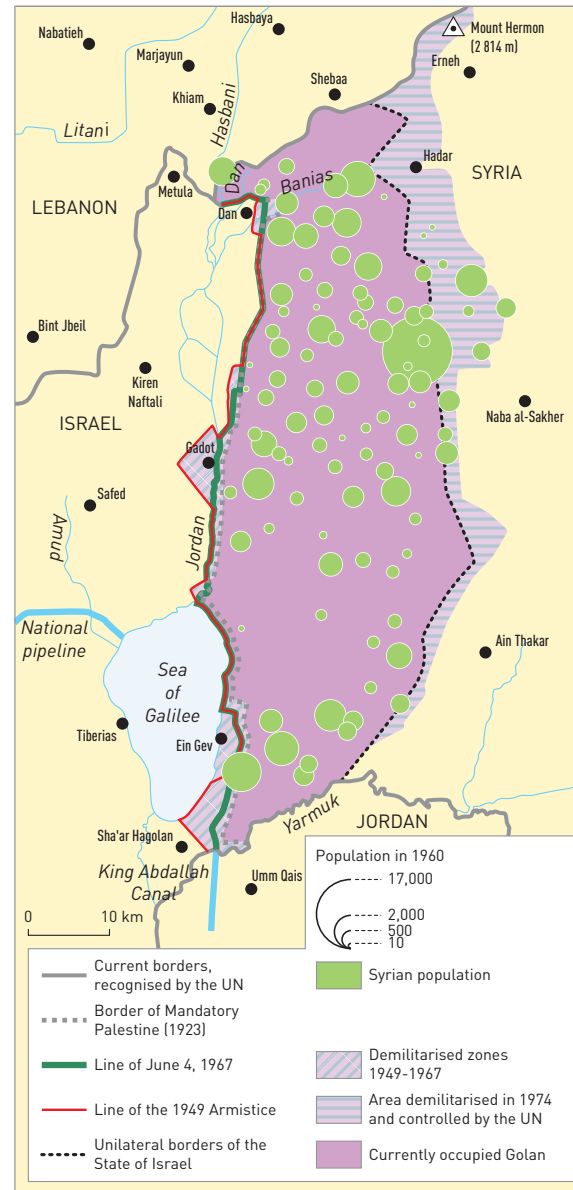 Hasbaya
Nabatieh
Mount Hermon
(2 814 m)
Marjayun
Erneh
Shebaa
Khiam
Hasbani
Litani
Hadar
SYRIA
Dan
Banias
Metula
LEBANON
Dan
Bint Jbeil
Kiren
Naftali
Naba al-Sakher
ISRAEL
Gadot
Safed
Jordan
Amud
National
pipeline
Ain Thakar
Sea
of
Galilee
Tiberias
Ein Gev
Yarmuk
JORDAN
Sha'ar Hagolan
King Abdallah
Canal
Umm Qais
0 10 km
Population in 1960
17,000
2,000
500
10
Current borders,
recognised by the UN
Syrian population
Border of Mandatory
Palestine (1923)
Line of June 4, 1967
Demilitarised zones
1949-1967
Line of the 1949 Armistice
Area demilitarised in 1974
and controlled by the UN
Unilateral borders of the
State of Israel
Currently occupied Golan